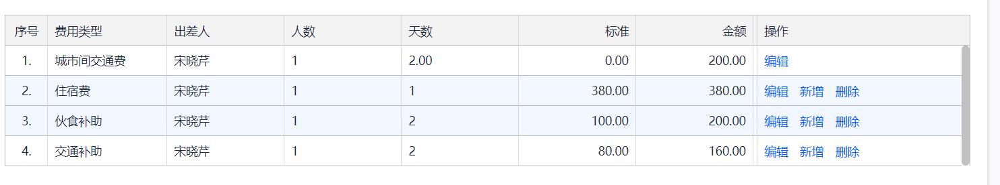 序号 费用类型 出差人 人数 天数 标准 金额 操作
1. 城市间交通费 宋晓芹 1 2.00 0.00 200.00 编辑
2. 住宿费 宋晓芹 1 1 380.00 380.00 编辑 新增 删除
3. 伙食补助 宋晓芹 1 2 100.00 200.00 编辑 新增 删除
4. 交通补助 宋晓芹 1 2 80.00 160.00 编辑 新增 删除